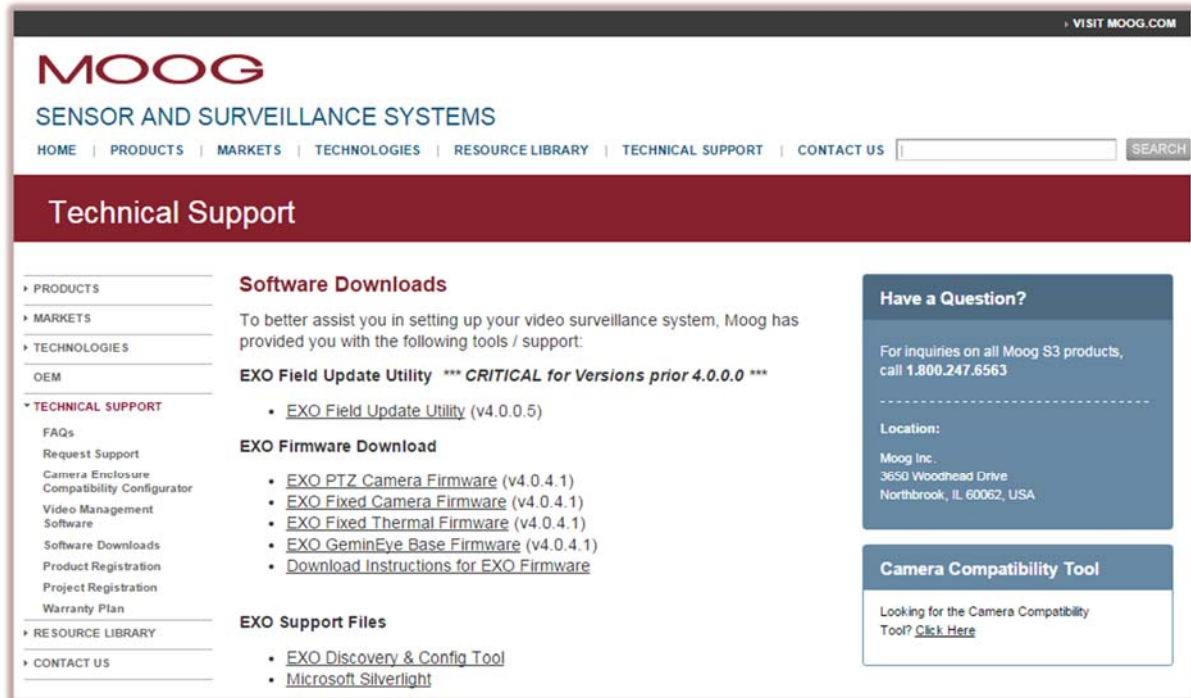 › VISIT MOOG.COM
MOOG
SENSOR AND SURVEILLANCE SYSTEMS
HOME | PRODUCTS | MARKETS | TECHNOLOGIES | RESOURCE LIBRARY | TECHNICAL SUPPORT | CONTACT US SEARCH
Technical Support
PRODUCTS
MARKETS
TECHNOLOGIES
OEM
TECHNICAL SUPPORT
FAQs
Request Support
Camera Enclosure
Compatibility Configurator
Video Management
Software
Software Downloads
Product Registration
Project Registration
Warranty Plan
RESOURCE LIBRARY
CONTACT US
Software Downloads
To better assist you in setting up your video surveillance system, Moog has
provided you with the following tools / support:
EXO Field Update Utility *** CRITICAL for Versions prior 4.0.0.0 ***
• EXO Field Update Utility (v4.0.0.5)
EXO Firmware Download
• EXO PTZ Camera Firmware (v4.0.4.1)
• EXO Fixed Camera Firmware (v4.0.4.1)
• EXO Fixed Thermal Firmware (v4.0.4.1)
• EXO GeminEye Base Firmware (v4.0.4.1)
• Download Instructions for EXO Firmware
EXO Support Files
• EXO Discovery & Config Tool
• Microsoft Silverlight
Have a Question?
For inquiries on all Moog S3 products,
call 1.800.247.6563
Location:
Moog Inc.
3650 Woodhead Drive
Northbrook, IL 60062, USA
Camera Compatibility Tool
Looking for the Camera Compatibility
Tool? Click Here